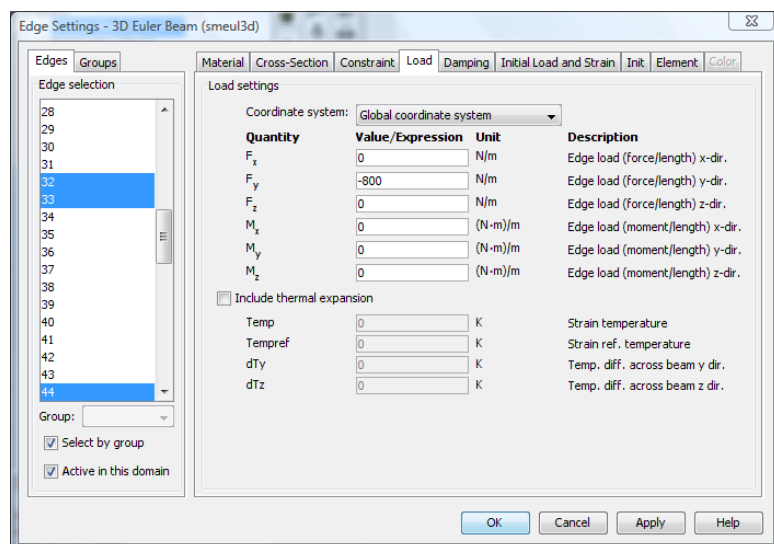 Edge Settings - 3D Euler Beam (smeul3d)
Edges Groups
Edge selection
28
29
30
31
32
33
34
35
36
37
38
39
40
41
42
43
44
Group:
Select by group
Active in this domain
Material Cross-Section Constraint Load Damping Initial Load and Strain Init Element Color
Load settings
Coordinate system: Global coordinate system
Quantity Value/Expression Unit Description
Fx 0 N/m Edge load (force/length) x-dir.
Fy -800 N/m Edge load (force/length) y-dir.
Fz 0 N/m Edge load (force/length) z-dir.
Mx 0 (N·m)/m Edge load (moment/length) x-dir.
My 0 (N·m)/m Edge load (moment/length) y-dir.
Mz 0 (N·m)/m Edge load (moment/length) z-dir.
Include thermal expansion
Temp 0 K Strain temperature
Tempref 0 K Strain ref. temperature
dTy 0 K Temp. diff. across beam y dir.
dTz 0 K Temp. diff. across beam z dir.
OK Cancel Apply Help